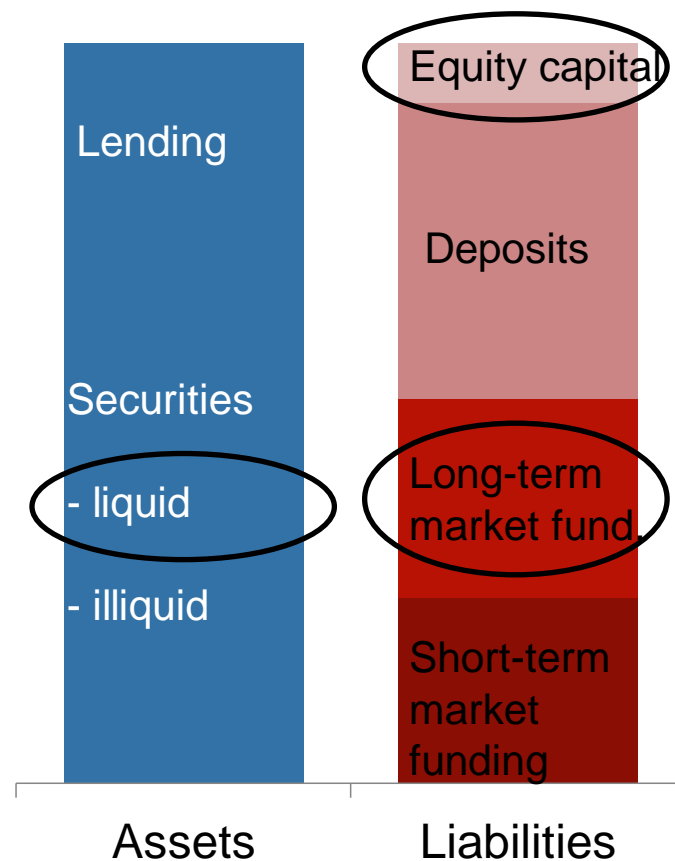 Lending
Securities
- liquid
- illiquid
Equity capital
Deposits
Long-term
market fund.
Short-term
market
funding
Assets
Liabilities